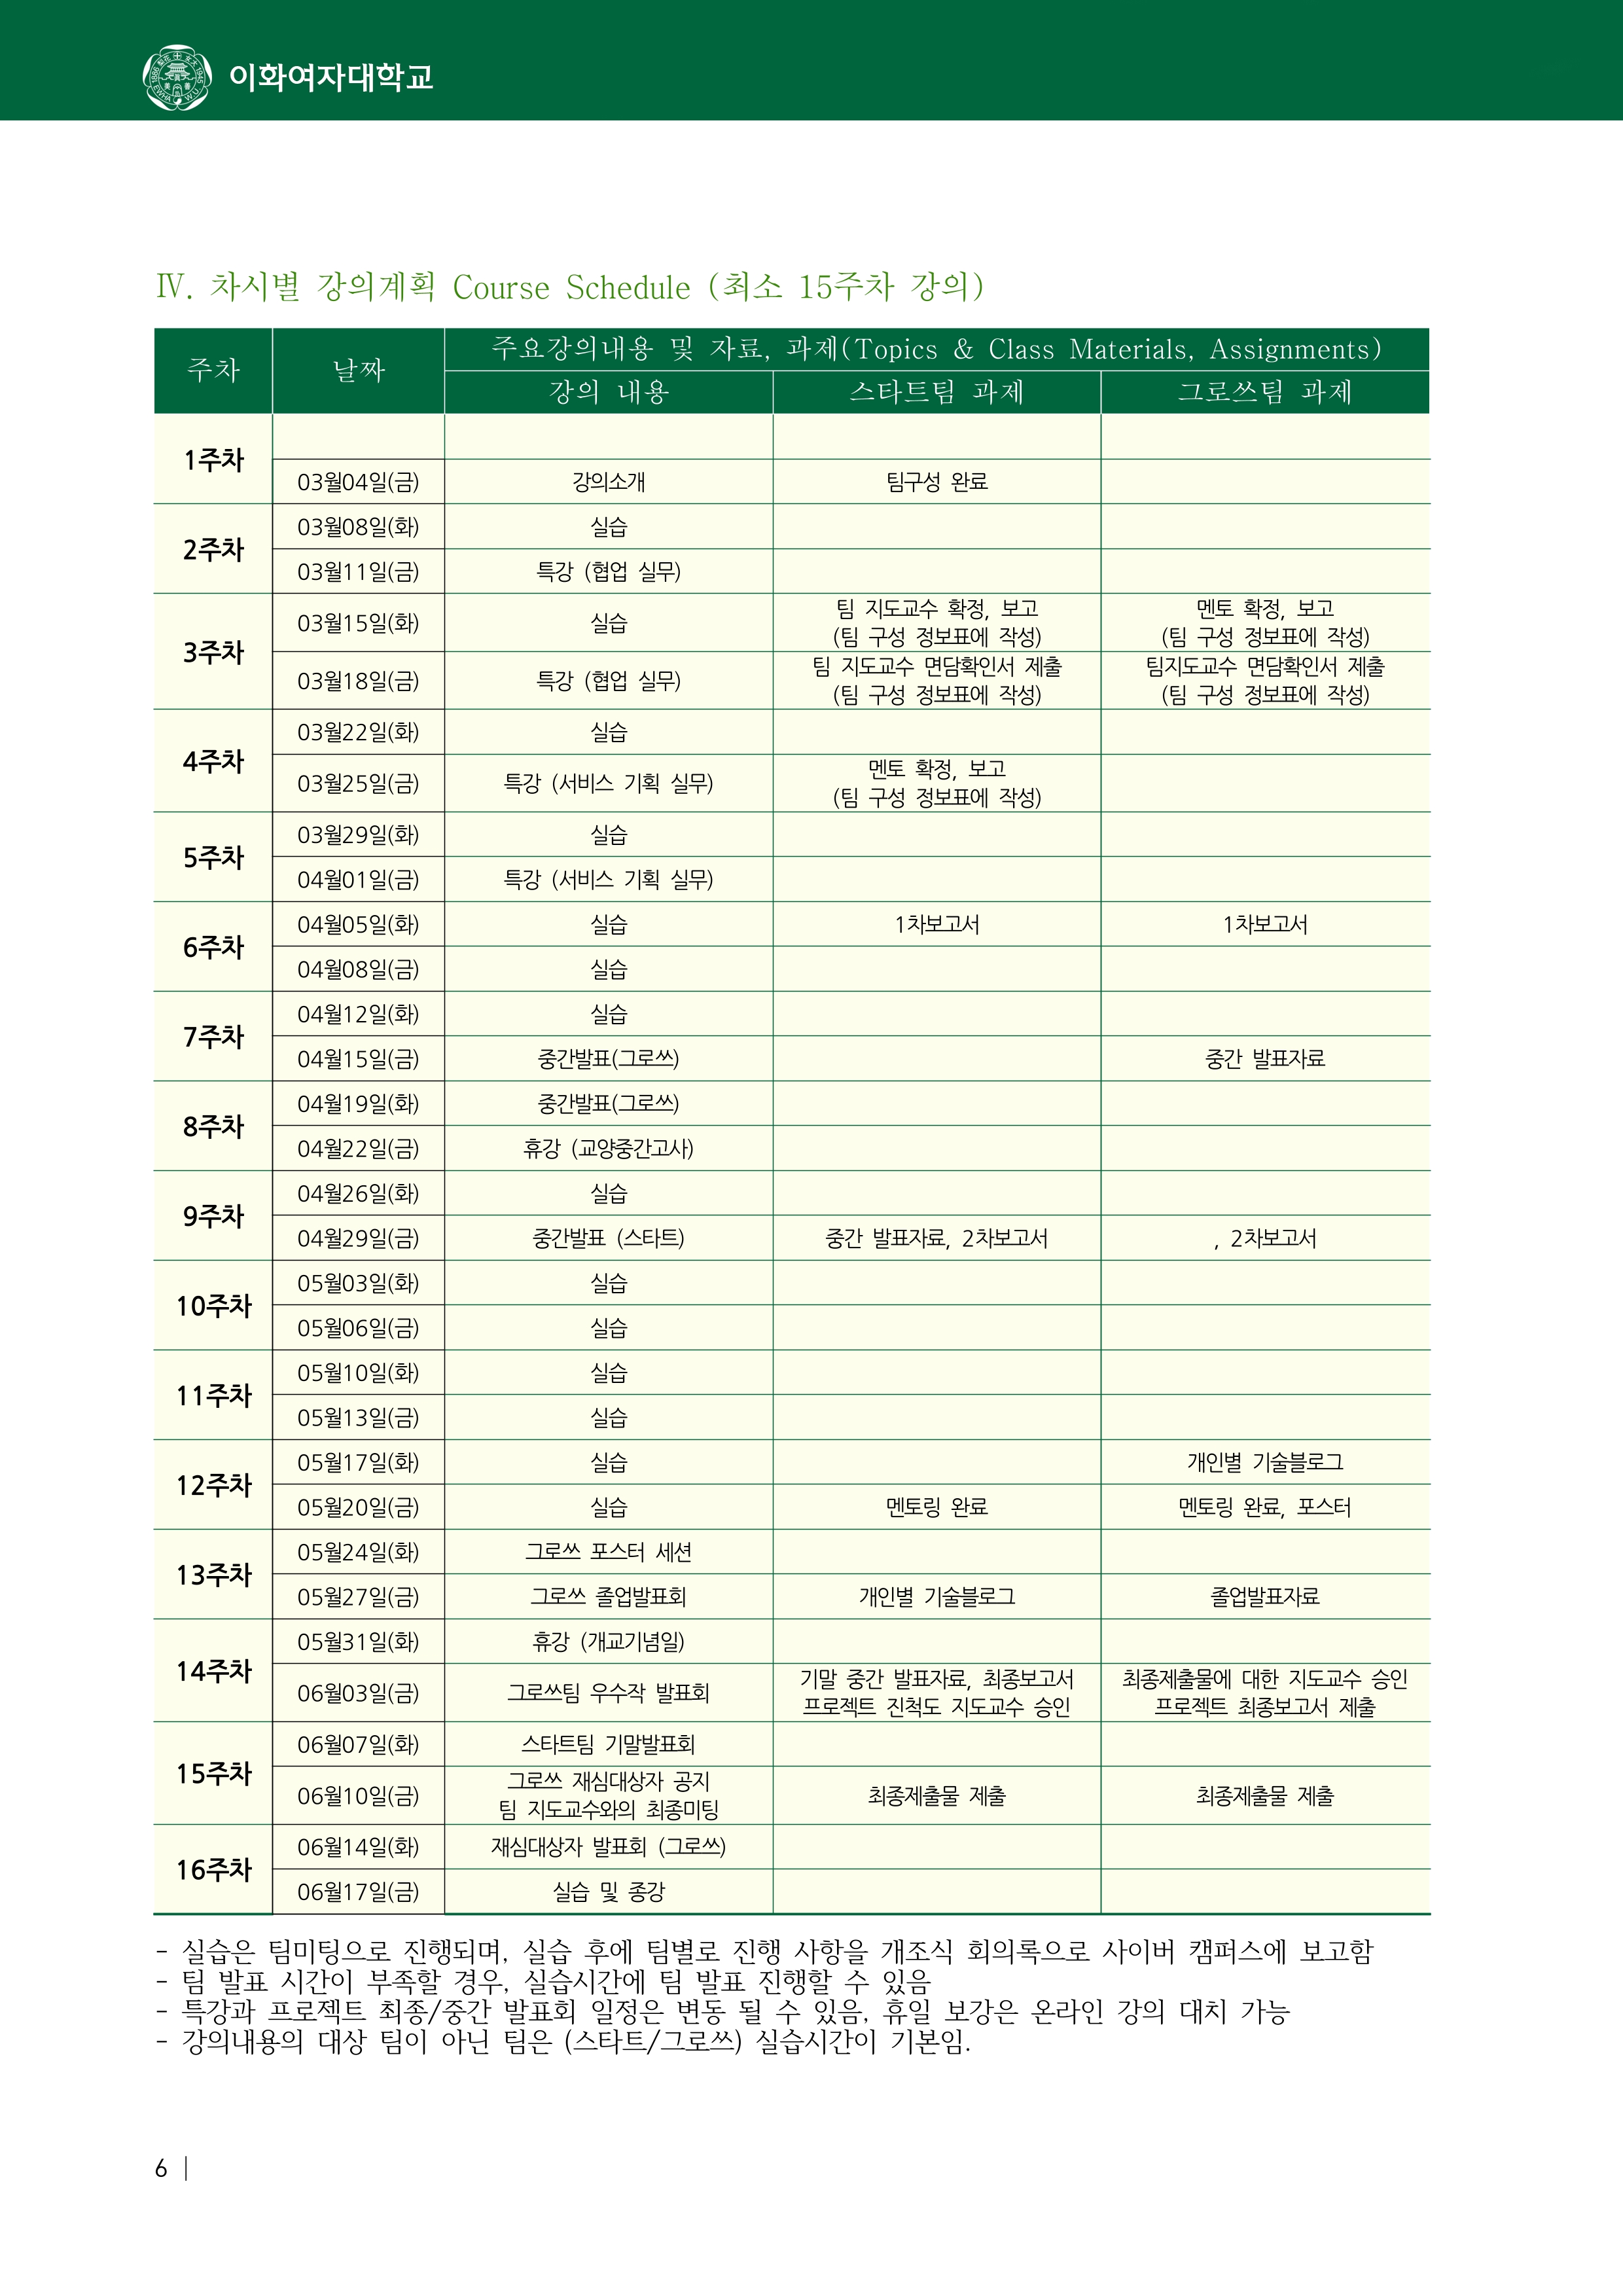 이화여자대학교
Ⅳ. 차시별 강의계획 Course Schedule (최소 15주차 강의)
주차 날짜 주요강의내용 및 자료, 과제(Topics & Class Materials, Assignments)
강의 내용 스타트팀 과제 그로쓰팀 과제
1주차
03월04일(금) 강의소개 팀구성 완료
2주차
03월08일(화) 실습
03월11일(금) 특강 (협업 실무)
3주차
03월15일(화) 실습 팀 지도교수 확정, 보고 (팀 구성 정보표에 작성) 멘토 확정, 보고 (팀 구성 정보표에 작성)
03월18일(금) 특강 (협업 실무) 팀 지도교수 면담확인서 제출 (팀 구성 정보표에 작성) 팀지도교수 면담확인서 제출 (팀 구성 정보표에 작성)
4주차
03월22일(화) 실습
03월25일(금) 특강 (서비스 기획 실무) 멘토 확정, 보고 (팀 구성 정보표에 작성)
5주차
03월29일(화) 실습
04월01일(금) 특강 (서비스 기획 실무)
6주차
04월05일(화) 실습 1차보고서 1차보고서
04월08일(금) 실습
7주차
04월12일(화) 실습
04월15일(금) 중간발표(그로쓰) 중간 발표자료
8주차
04월19일(화) 중간발표(그로쓰)
04월22일(금) 휴강 (교양중간고사)
9주차
04월26일(화) 실습
04월29일(금) 중간발표 (스타트) 중간 발표자료, 2차보고서 , 2차보고서
10주차
05월03일(화) 실습
05월06일(금) 실습
11주차
05월10일(화) 실습
05월13일(금) 실습
12주차
05월17일(화) 실습 개인별 기술블로그
05월20일(금) 실습 멘토링 완료 멘토링 완료, 포스터
13주차
05월24일(화) 그로쓰 포스터 세션
05월27일(금) 그로쓰 졸업발표회 개인별 기술블로그 졸업발표자료
14주차
05월31일(화) 휴강 (개교기념일)
06월03일(금) 그로쓰팀 우수작 발표회 기말 중간 발표자료, 최종보고서 프로젝트 진척도 지도교수 승인 최종제출물에 대한 지도교수 승인 프로젝트 최종보고서 제출
15주차
06월07일(화) 스타트팀 기말발표회
06월10일(금) 그로쓰 재심대상자 공지 팀 지도교수와의 최종미팅 최종제출물 제출 최종제출물 제출
16주차
06월14일(화) 재심대상자 발표회 (그로쓰)
06월17일(금) 실습 및 종강
- 실습은 팀미팅으로 진행되며, 실습 후에 팀별로 진행 사항을 개조식 회의록으로 사이버 캠퍼스에 보고함
- 팀 발표 시간이 부족할 경우, 실습시간에 팀 발표 진행할 수 있음
- 특강과 프로젝트 최종/중간 발표회 일정은 변동 될 수 있음, 휴일 보강은 온라인 강의 대치 가능
- 강의내용의 대상 팀이 아닌 팀은 (스타트/그로쓰) 실습시간이 기본임.
6 |